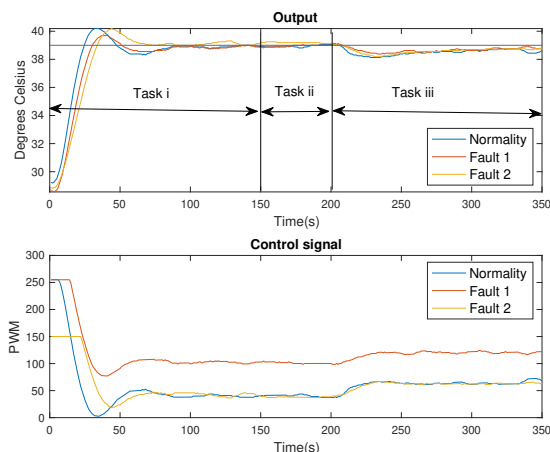 Output
Degrees Celsius
40
38
36
34
32
30
Task i
Task ii
Task iii
Normality
Fault 1
Fault 2
0
50
100
150
200
250
300
350
Time(s)
Control signal
PWM
300
250
200
150
100
50
0
Normality
Fault 1
Fault 2
0
50
100
150
200
250
300
350
Time(s)